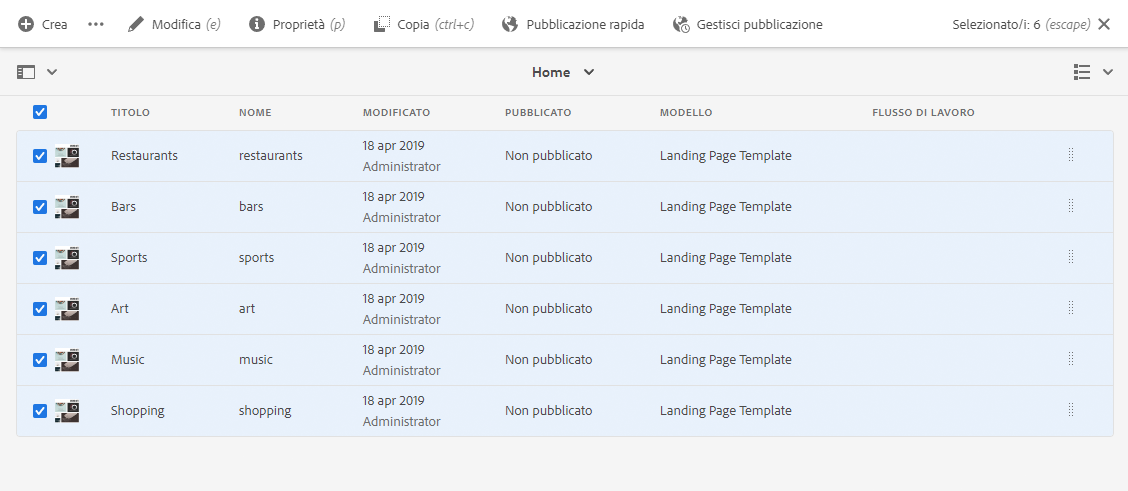 Crea ••• Modifica (e) Proprietà (p) Copia (ctrl+c) Pubblicazione rapida Gestisci pubblicazione Selezionato/i: 6 (escape)
Home
TITOLO NOME MODIFICATO PUBBLICATO MODELLO FLUSSO DI LAVORO
Restaurants restaurants 18 apr 2019 Non pubblicato Landing Page Template
Administrator
Bars bars 18 apr 2019 Non pubblicato Landing Page Template
Administrator
Sports sports 18 apr 2019 Non pubblicato Landing Page Template
Administrator
Art art 18 apr 2019 Non pubblicato Landing Page Template
Administrator
Music music 18 apr 2019 Non pubblicato Landing Page Template
Administrator
Shopping shopping 18 apr 2019 Non pubblicato Landing Page Template
Administrator